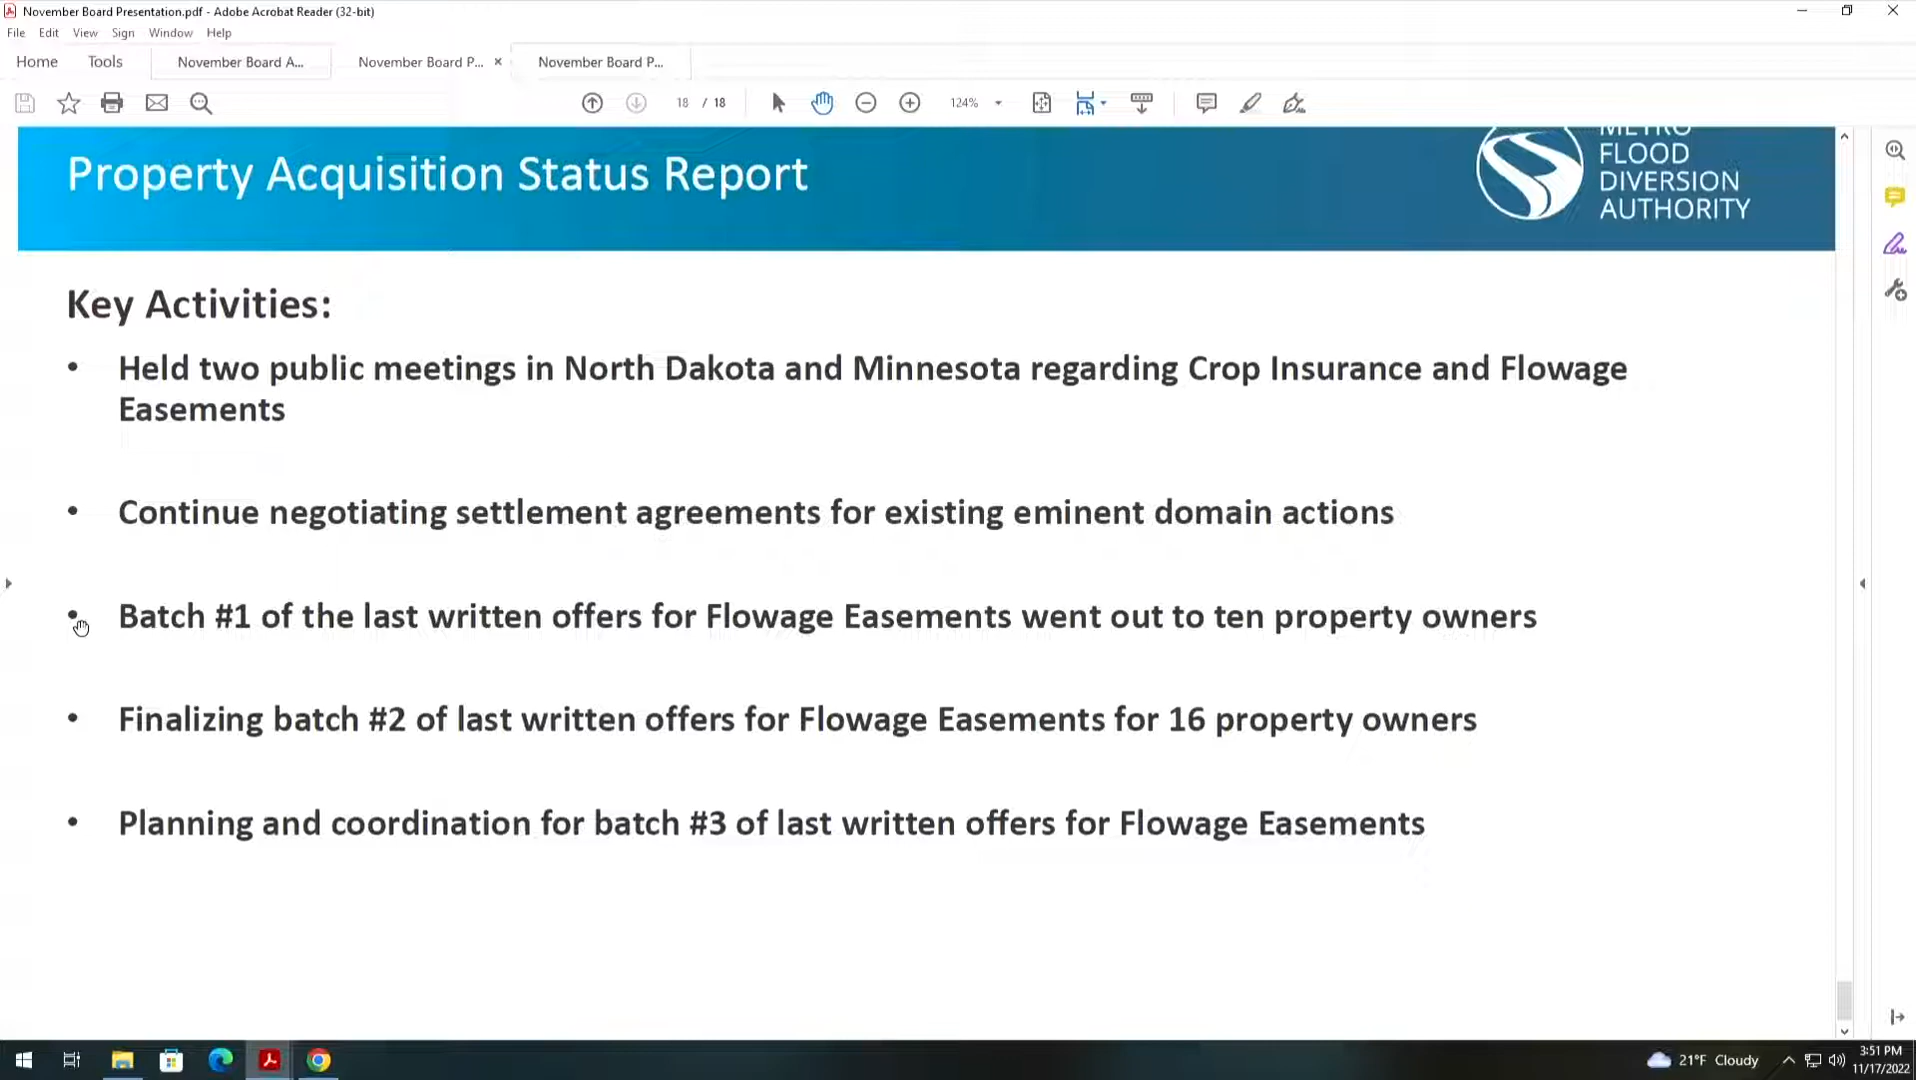 November Board Presentation.pdf - Adobe Acrobat Reader (32-bit)
File Edit View Sign Window Help
Home Tools November Board A... November Board P... × November Board P...
18 / 18 124%
Property Acquisition Status Report
METRO
FLOOD
DIVERSION
AUTHORITY
Key Activities:
• Held two public meetings in North Dakota and Minnesota regarding Crop Insurance and Flowage
Easements
• Continue negotiating settlement agreements for existing eminent domain actions
• Batch #1 of the last written offers for Flowage Easements went out to ten property owners
• Finalizing batch #2 of last written offers for Flowage Easements for 16 property owners
• Planning and coordination for batch #3 of last written offers for Flowage Easements
21°F Cloudy
3:51 PM
11/17/2022